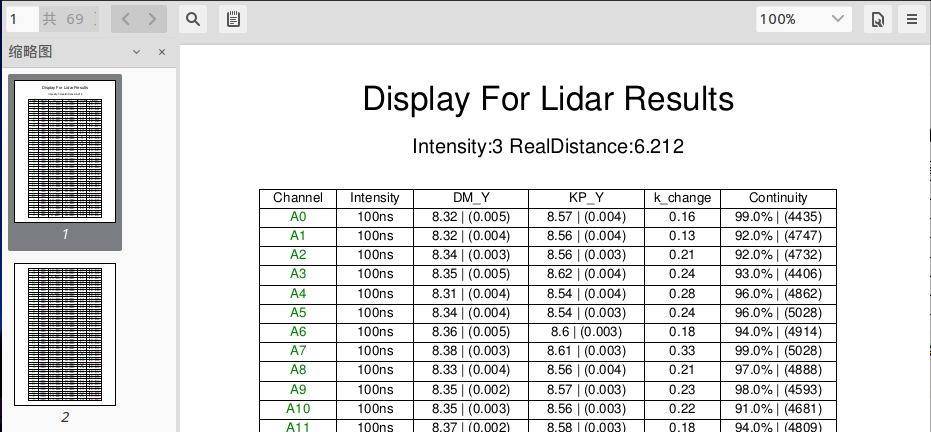 1 共 69
100%
缩略图
1
2
Display For Lidar Results
Intensity:3 RealDistance:6.212
Channel Intensity DM_Y KP_Y k_change Continuity
A0 100ns 8.32 | (0.005) 8.57 | (0.004) 0.16 99.0% | (4435)
A1 100ns 8.32 | (0.004) 8.56 | (0.004) 0.13 92.0% | (4747)
A2 100ns 8.34 | (0.003) 8.56 | (0.003) 0.21 92.0% | (4732)
A3 100ns 8.35 | (0.005) 8.62 | (0.004) 0.24 93.0% | (4406)
A4 100ns 8.31 | (0.004) 8.54 | (0.004) 0.28 96.0% | (4862)
A5 100ns 8.34 | (0.004) 8.54 | (0.003) 0.24 96.0% | (5028)
A6 100ns 8.36 | (0.005) 8.6 | (0.003) 0.18 94.0% | (4914)
A7 100ns 8.38 | (0.003) 8.61 | (0.003) 0.33 99.0% | (5028)
A8 100ns 8.33 | (0.004) 8.56 | (0.004) 0.21 97.0% | (4888)
A9 100ns 8.35 | (0.002) 8.57 | (0.003) 0.23 98.0% | (4593)
A10 100ns 8.35 | (0.003) 8.56 | (0.003) 0.22 91.0% | (4681)
A11 100ns 8.37 | (0.002) 8.58 | (0.003) 0.18 94.0% | (4809)